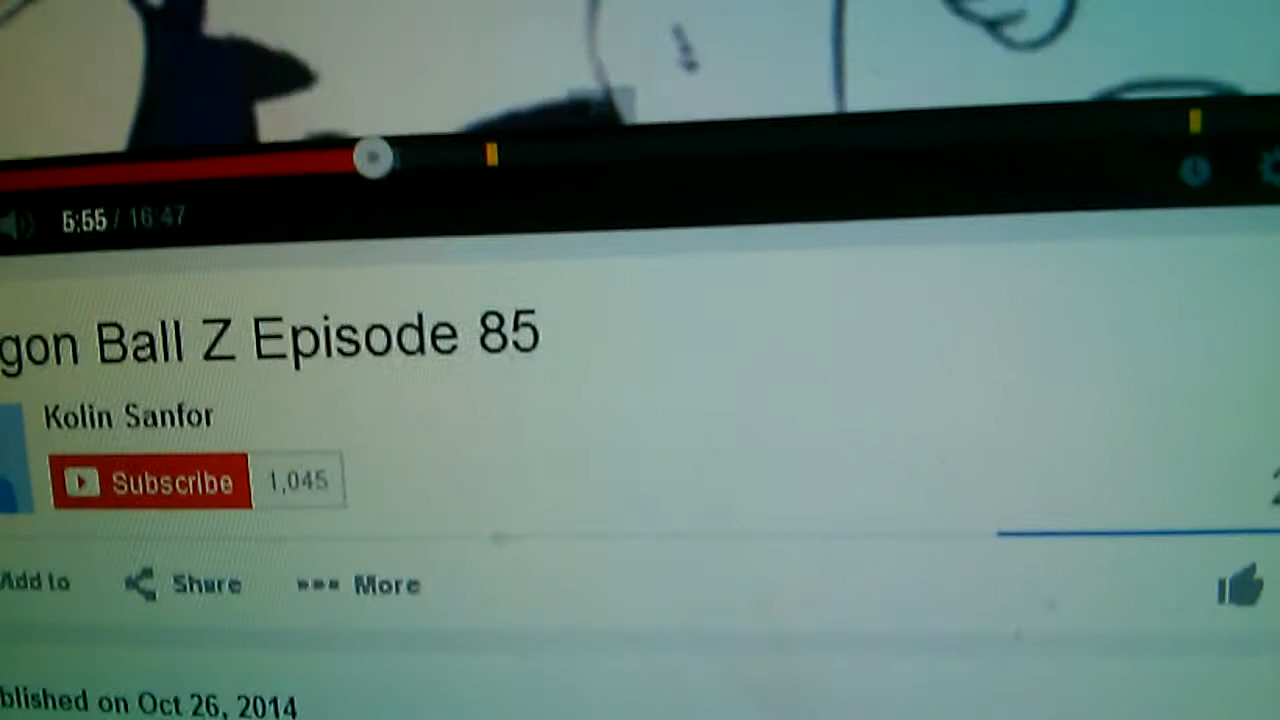 5:55 / 16:47
gon Ball Z Episode 85
Kolin Sanfor
Subscribe 1,045
Add to Share More
blished on Oct 26, 2014